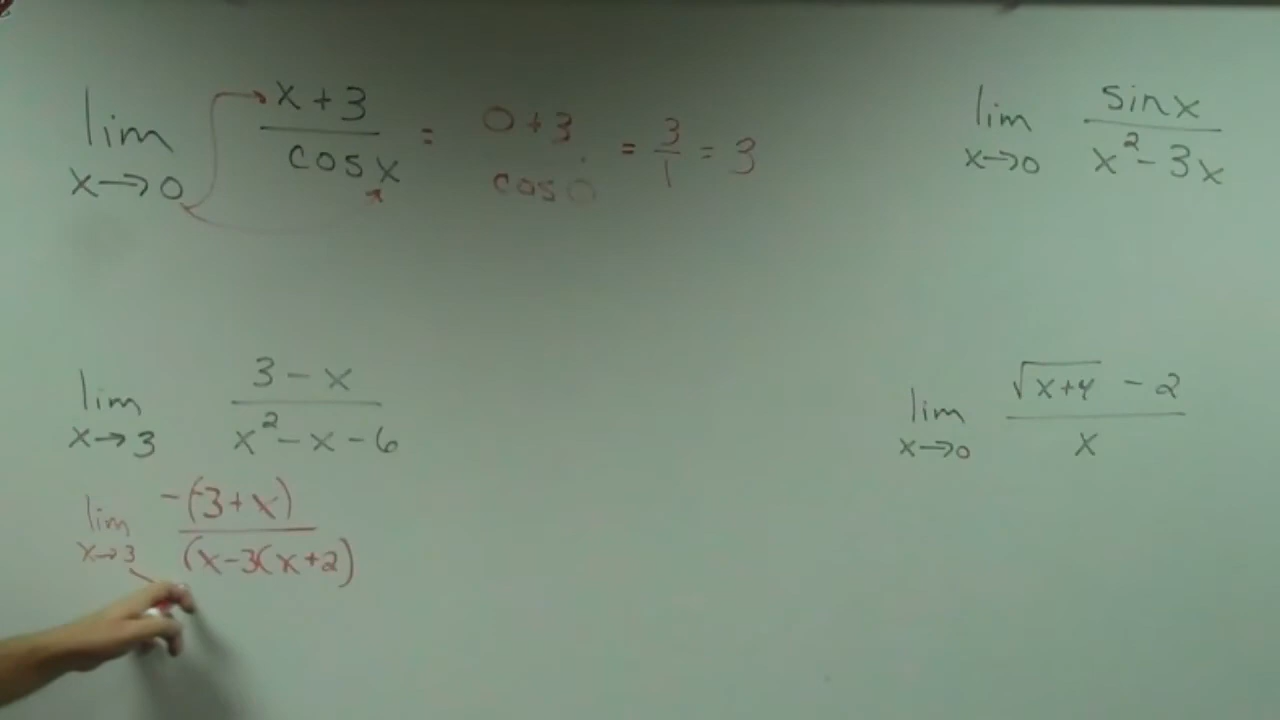 lim x→0 x+3 / cos x = 0+3 / cos 0 = 3/1 = 3
lim x→0 sinx / x² - 3x
lim x→3 3 - x / x² - x - 6
lim x→0 √x+4 - 2 / x
lim x→3 -(-3+x) / (x-3(x+2)